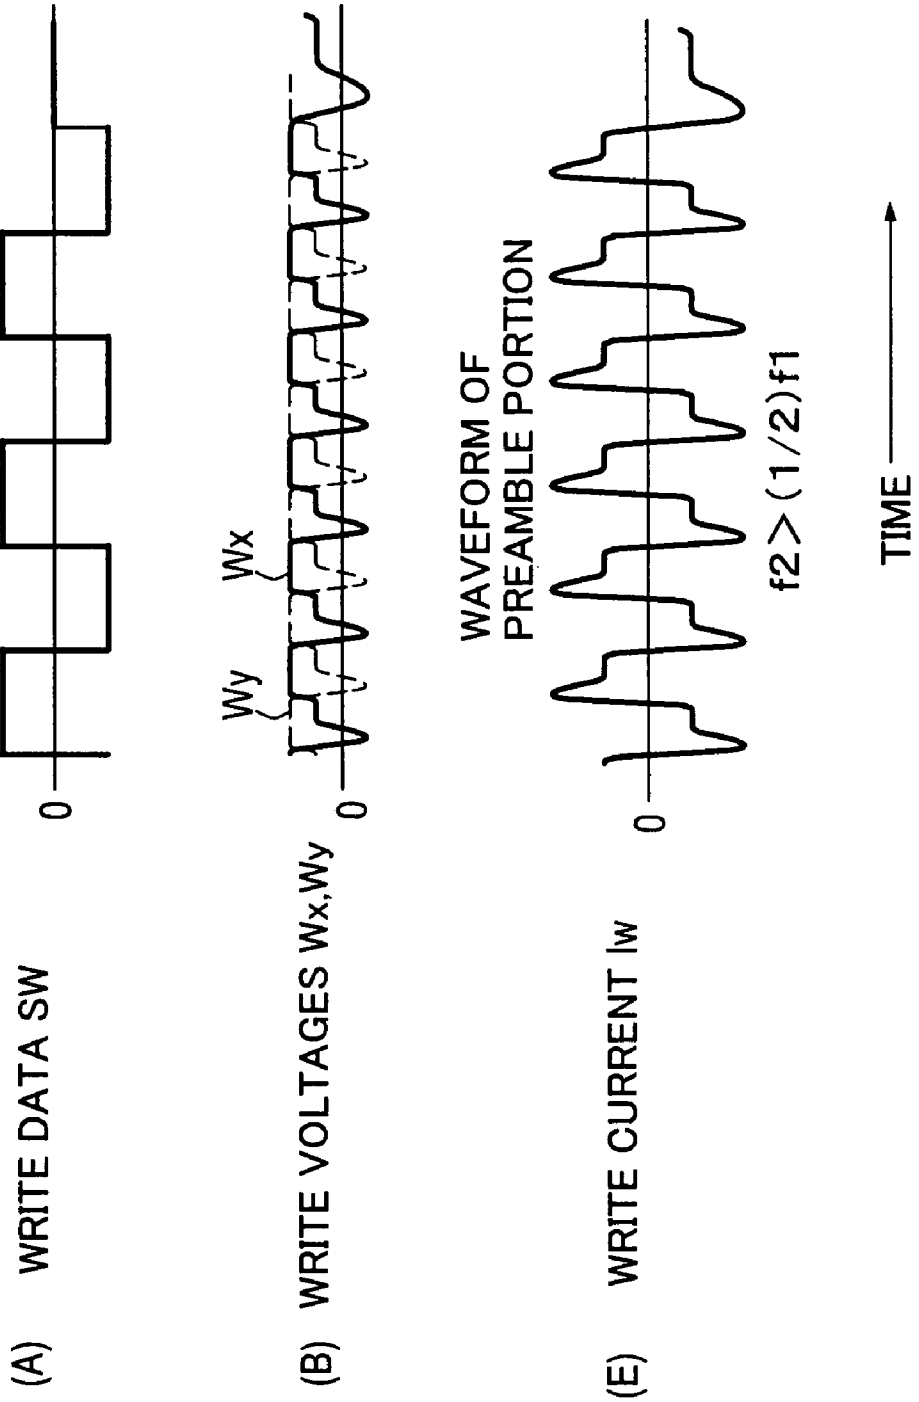 (A) WRITE DATA SW
0
(B) WRITE VOLTAGES Wx,Wy
0
Wy
Wx
WAVEFORM OF
PREAMBLE PORTION
(E) WRITE CURRENT Iw
0
f2>(1/2)f1
TIME